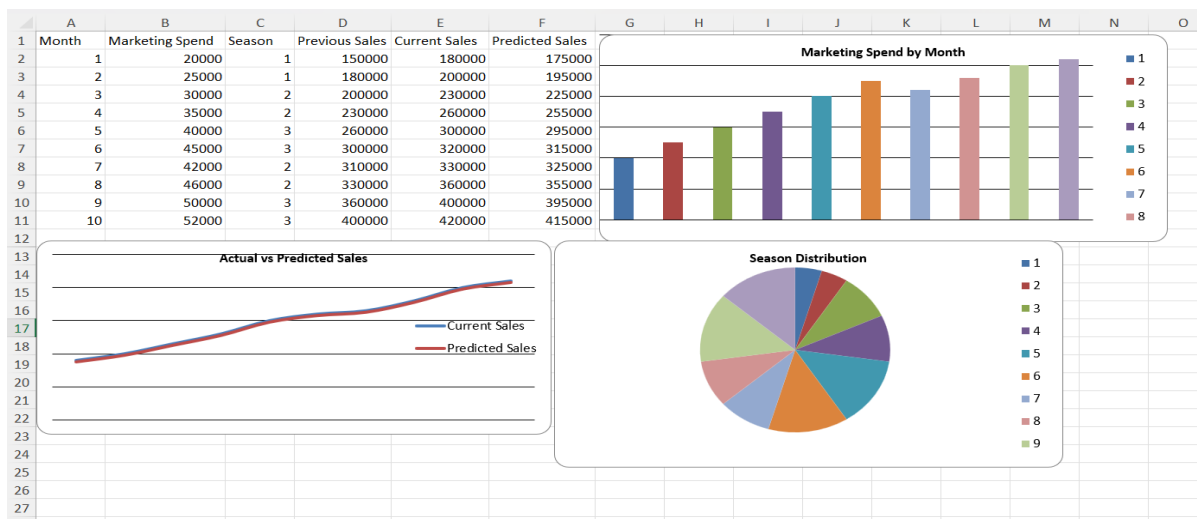 A B C D E F G H I J K L M N O
1 Month Marketing Spend Season Previous Sales Current Sales Predicted Sales
2 1 20000 1 150000 180000 175000
3 2 25000 1 180000 200000 195000
4 3 30000 2 200000 230000 225000
5 4 35000 2 230000 260000 255000
6 5 40000 3 260000 300000 295000
7 6 45000 3 300000 320000 315000
8 7 42000 2 310000 330000 325000
9 8 46000 2 330000 360000 355000
10 9 50000 3 360000 400000 395000
11 10 52000 3 400000 420000 415000
Marketing Spend by Month
1
2
3
4
5
6
7
8
12
13
14
15
16
17
18
19
20
21
22
23
24
25
26
27
Actual vs Predicted Sales
Current Sales
Predicted Sales
Season Distribution
1
2
3
4
5
6
7
8
9